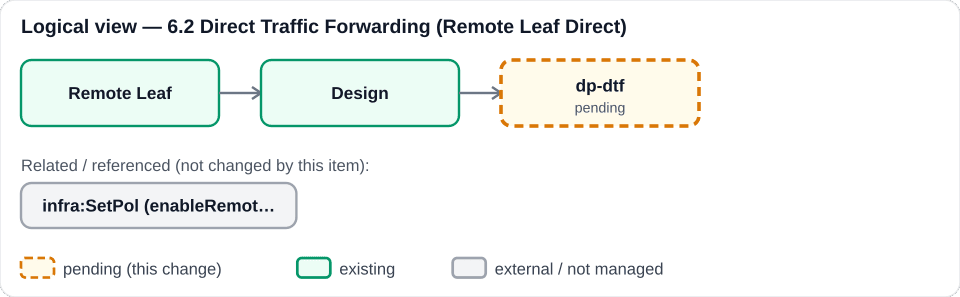 Logical view — 6.2 Direct Traffic Forwarding (Remote Leaf Direct)
Remote Leaf
Design
dp-dtf
pending
Related / referenced (not changed by this item):
infra:SetPol (enableRemot…
pending (this change)
existing
external / not managed